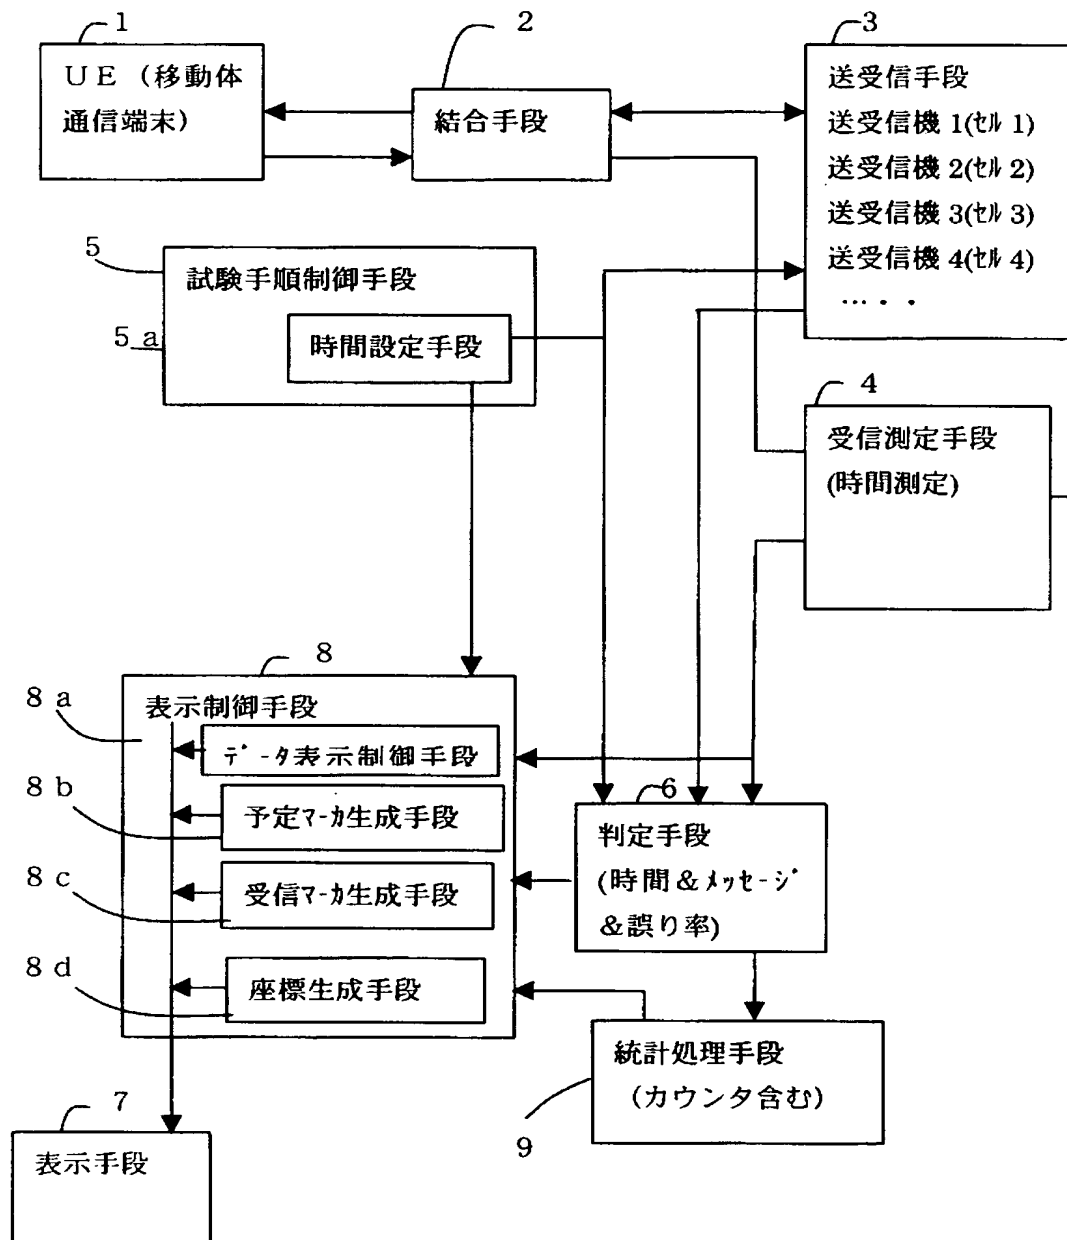 1
ＵＥ（移動体
通信端末）
2
結合手段
3
送受信手段
送受信機1(ｾﾙ1)
送受信機2(ｾﾙ2)
送受信機3(ｾﾙ3)
送受信機4(ｾﾙ4)
…・・
5
試験手順制御手段
5a
時間設定手段
4
受信測定手段
(時間測定)
8
表示制御手段
8a
ﾃﾞｰﾀ表示制御手段
8b
予定ﾏｰｶ生成手段
8c
受信ﾏｰｶ生成手段
8d
座標生成手段
6
判定手段
(時間＆ﾒｯｾｰｼﾞ
＆誤り率)
統計処理手段
（カウンタ含む）
9
7
表示手段